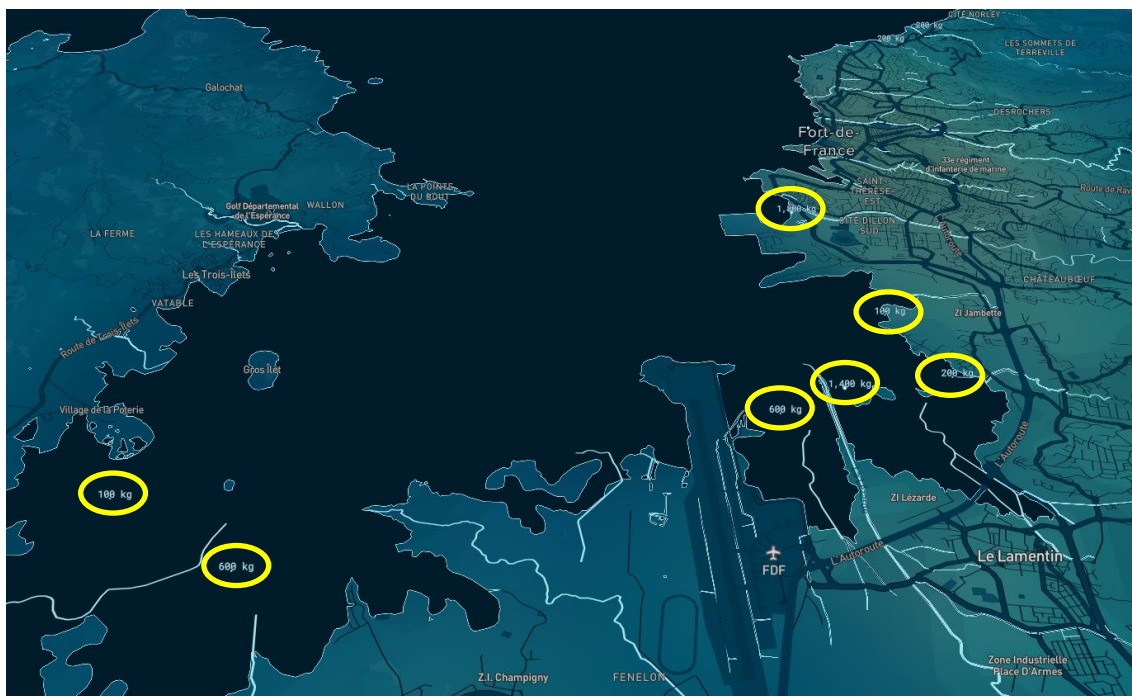 CITÉ NORLEY
200 kg
200 kg
LES SOMMETS DE
TERREVILLE
Galochat
DESROCHERS
Fort-de-
France
33e régiment
d'infanterie de marine
LA POINTE
DU BOUT
SAINT-
THÉRÈSE-
EST
Route de Ravi
Golf Départemental
de l'Espérance
WALLON
kg
CITÉ DILLON
SUD
L'Autoroute
LA FERME
LES HAMEAUX DE
L'ESPÉRANCE
Les Trois-Îlets
CHÂTEAUBŒUF
VATABLE
100 kg
ZI Jambette
Route de Trois-Îlets
Gros Îlet
200 kg
1,400 kg
600 kg
Village de la Poterie
L'Autoroute
100 kg
ZI Lézarde
L'Autoroute
Le Lamentin
600 kg
FDF
Zone Industrielle
Place D'Armes
Z.I. Champigny
FENELON